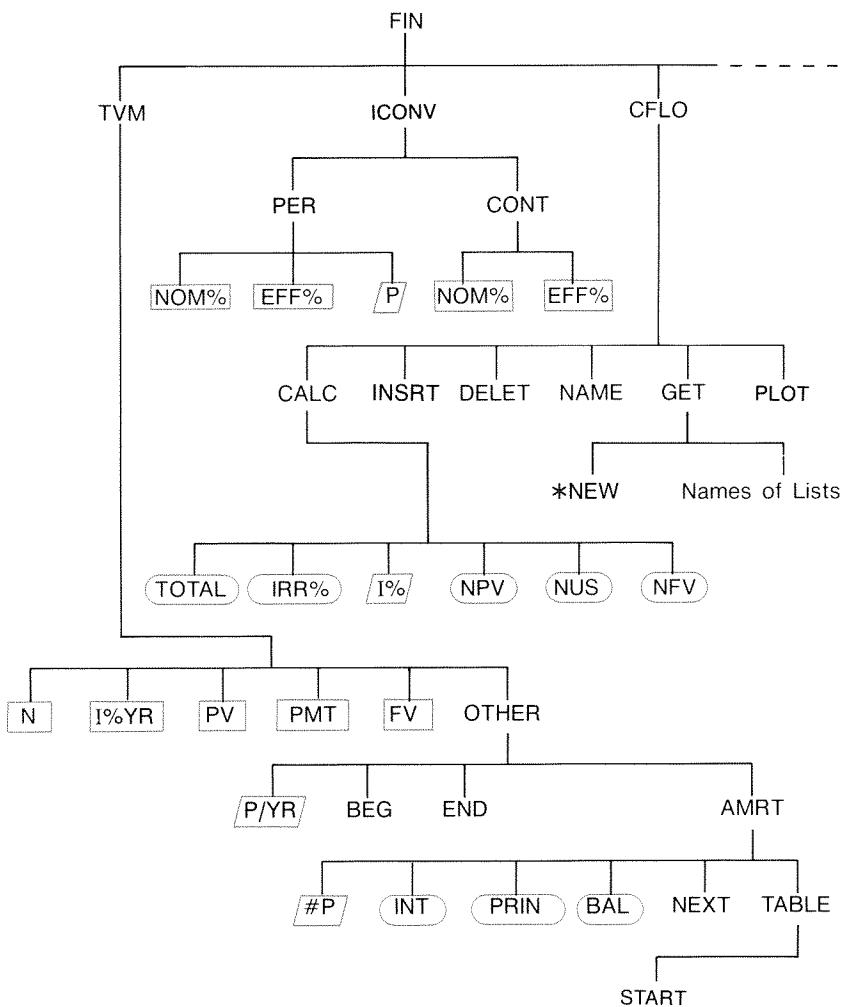 FIN
TVM ICONV CFLO
PER CONT
NOM% EFF% P NOM% EFF%
CALC INSRT DELET NAME GET PLOT
*NEW Names of Lists
TOTAL IRR% I% NPV NUS NFV
N I%YR PV PMT FV OTHER
P/YR BEG END AMRT
#P INT PRIN BAL NEXT TABLE
START